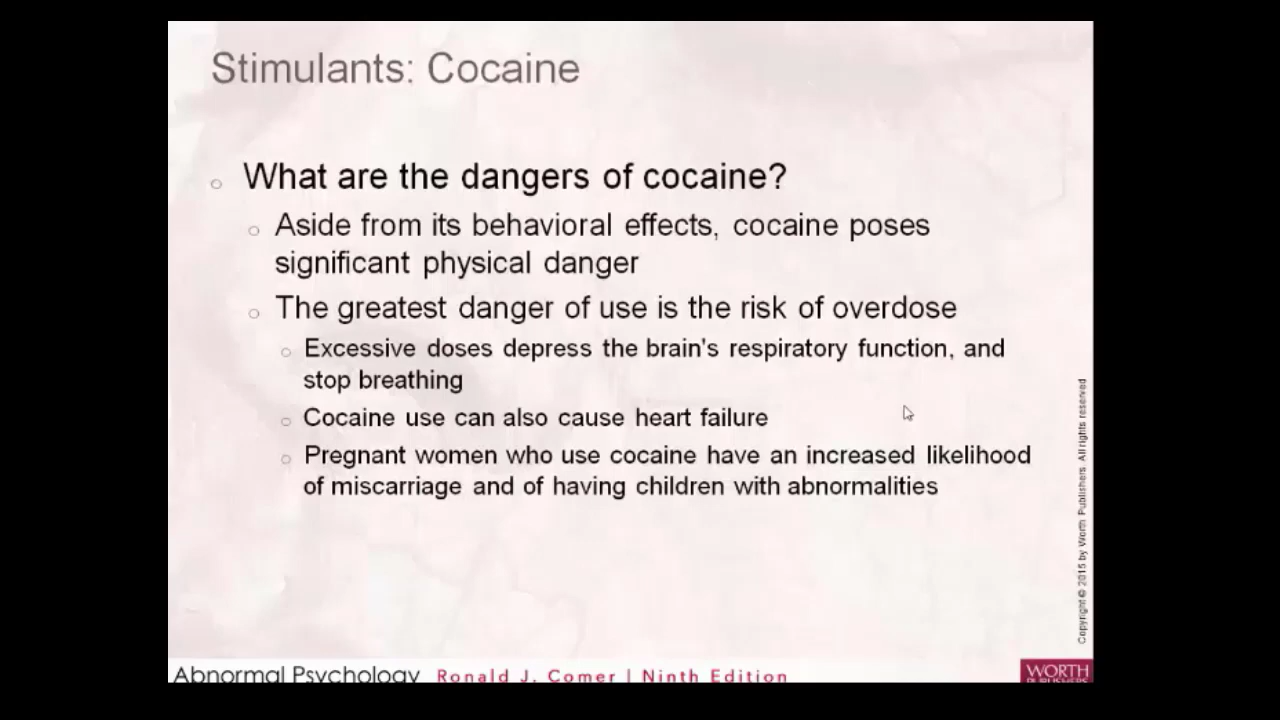 Stimulants: Cocaine
What are the dangers of cocaine?
Aside from its behavioral effects, cocaine poses
significant physical danger
The greatest danger of use is the risk of overdose
Excessive doses depress the brain's respiratory function, and
stop breathing
Cocaine use can also cause heart failure
Pregnant women who use cocaine have an increased likelihood
of miscarriage and of having children with abnormalities
Copyright © 2015 by Worth Publishers. All rights reserved
Abnormal Psychology Ronald J. Comer | Ninth Edition
WORTH
PUBLISHERS